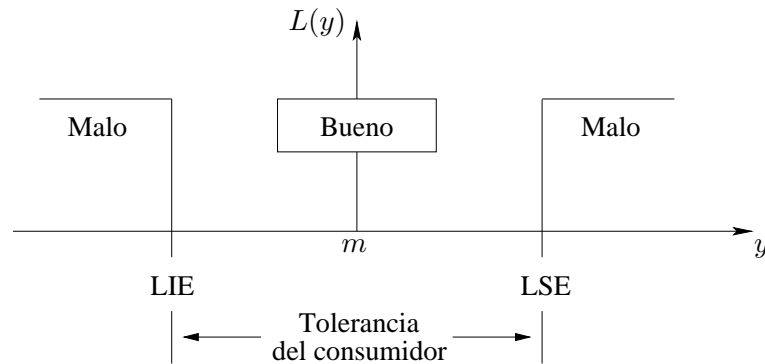 L(y)
Malo
Bueno
Malo
m
y
LIE
LSE
Tolerancia
del consumidor